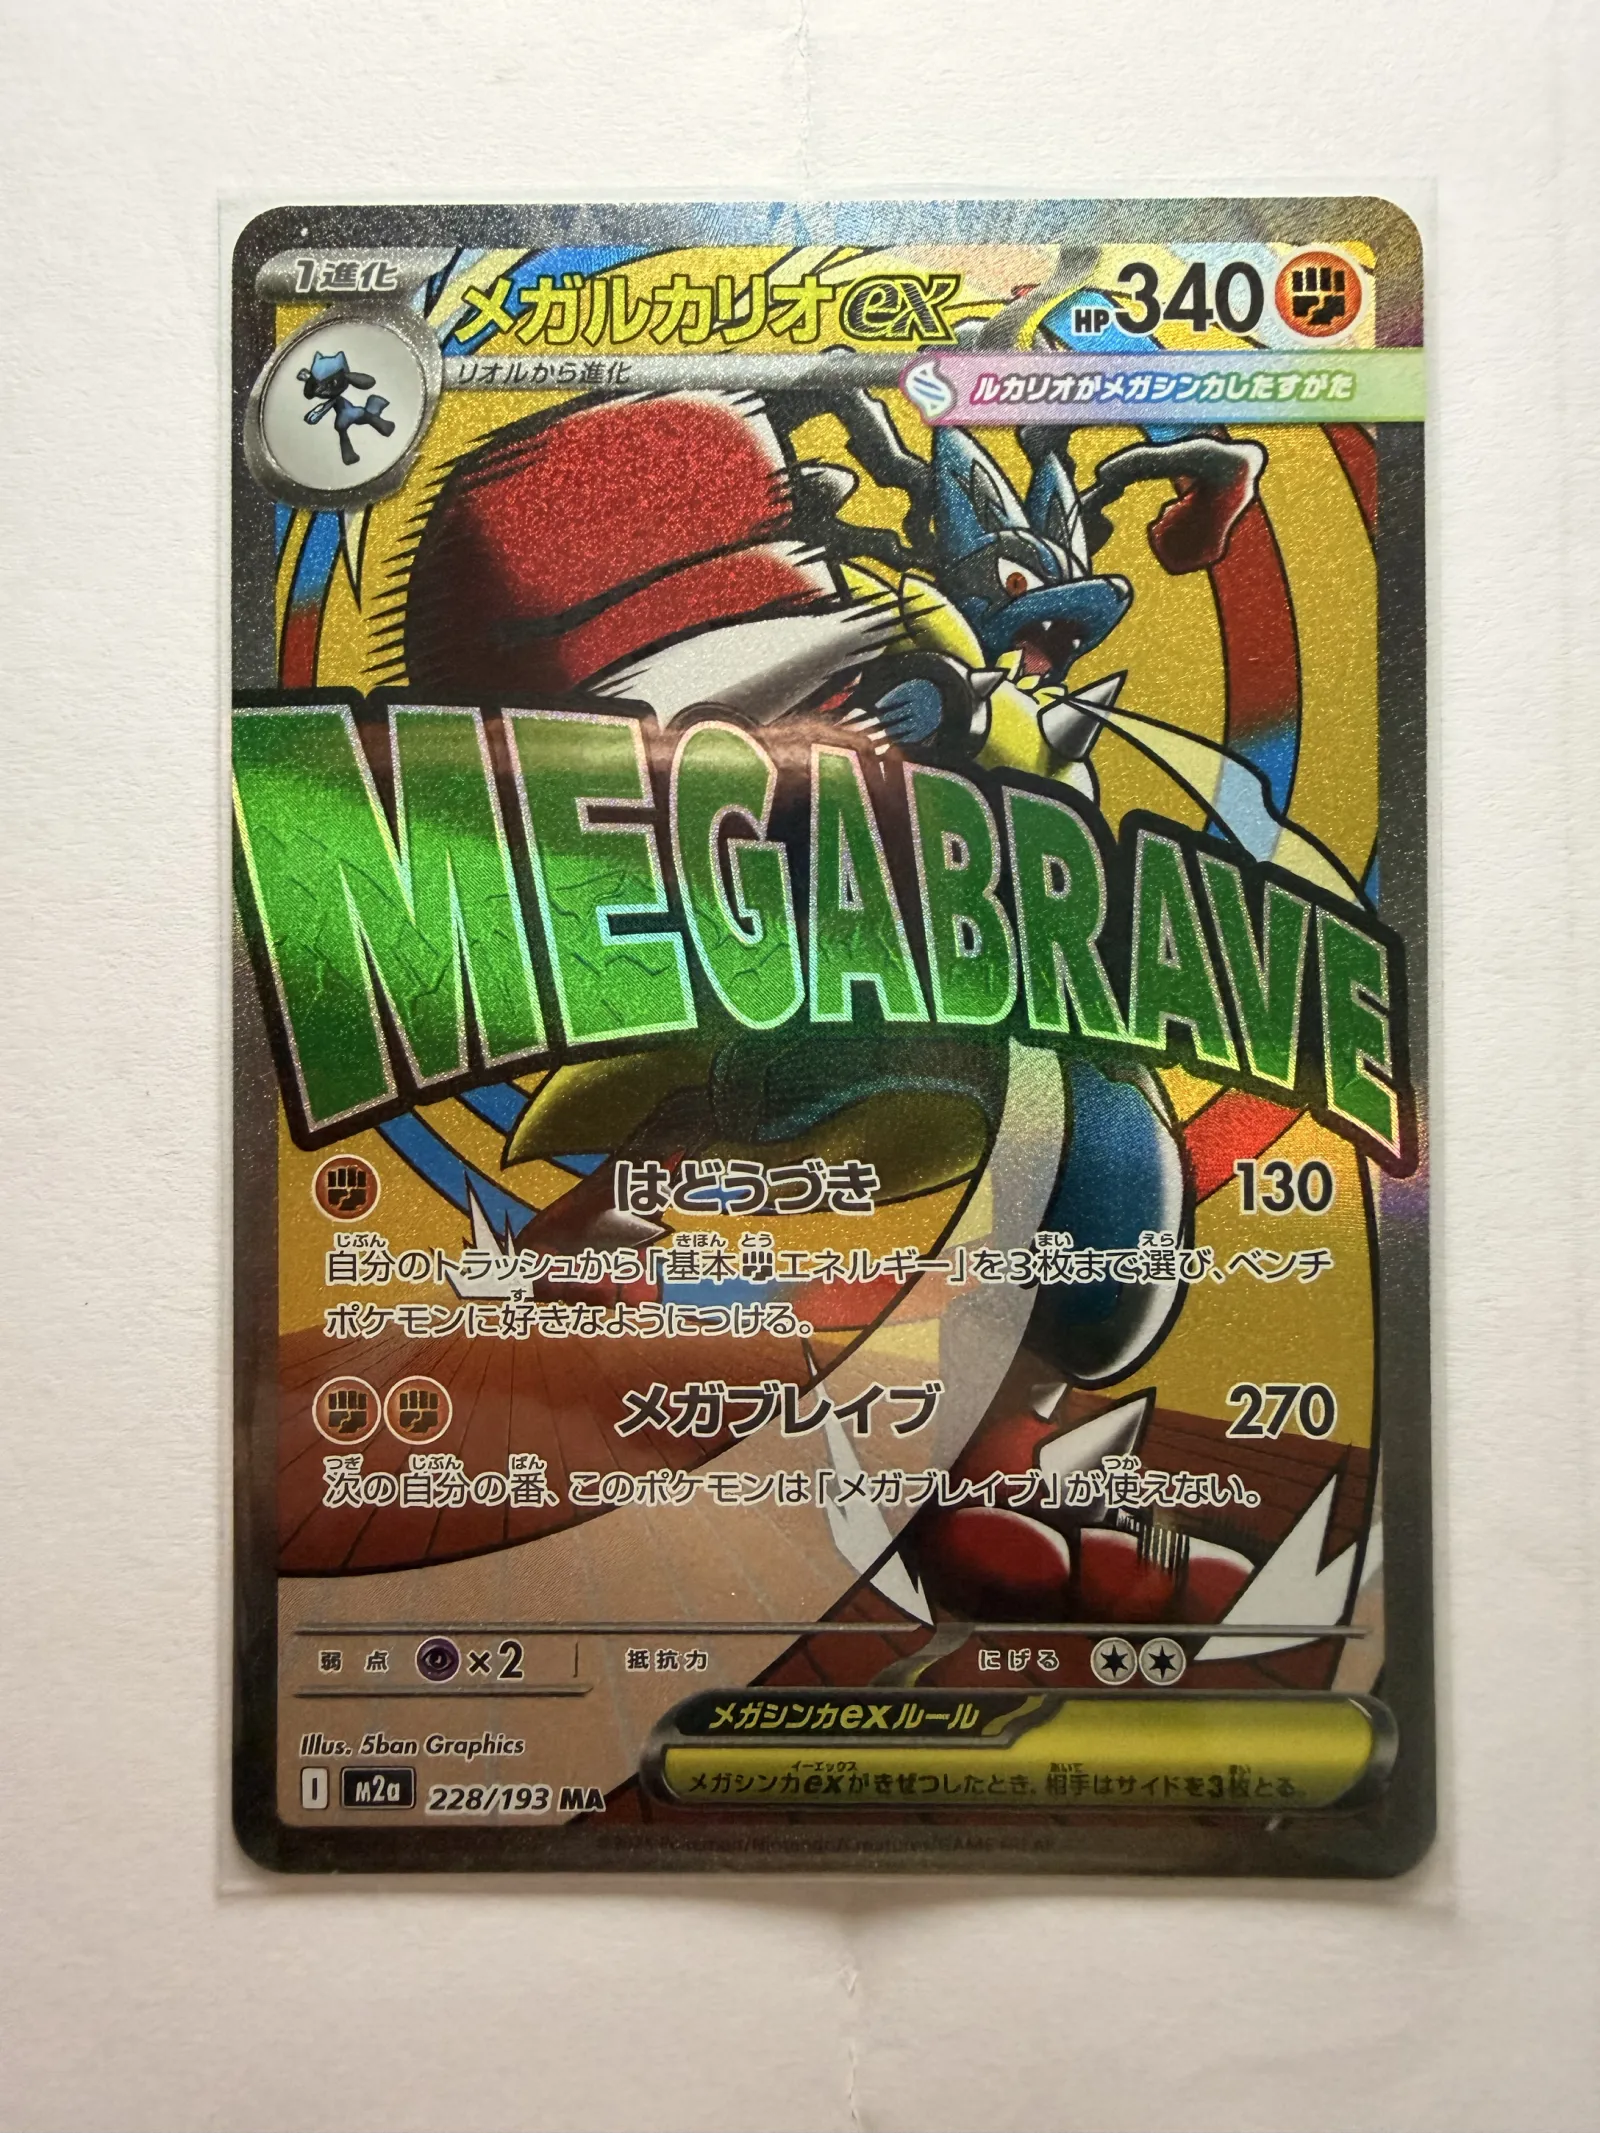 1進化
メガルカリオex
HP340
リオルから進化
ルカリオがメガシンカしたすがた
MEGABRAVE
はどうづき 130
自分のトラッシュから「基本エネルギー」を3枚まで選び、ベンチ
ポケモンに好きなようにつける。
メガブレイブ 270
次の自分の番、このポケモンは「メガブレイブ」が使えない。
弱点 ×2 抵抗力 にげる
メガシンカexルール
メガシンカexがきぜつしたとき、相手はサイドを3枚とる。
Illus. 5ban Graphics
I m2a 228/193 MA
©2025 Pokémon/Nintendo/Creatures/GAME FREAK